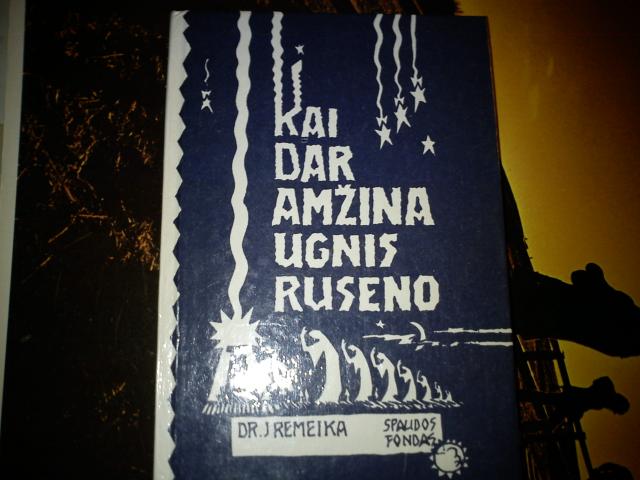 KAI
DAR
AMŽINA
UGNIS
RUSENO
DR. J REMEIKA
SPAUDOS
FONDAS